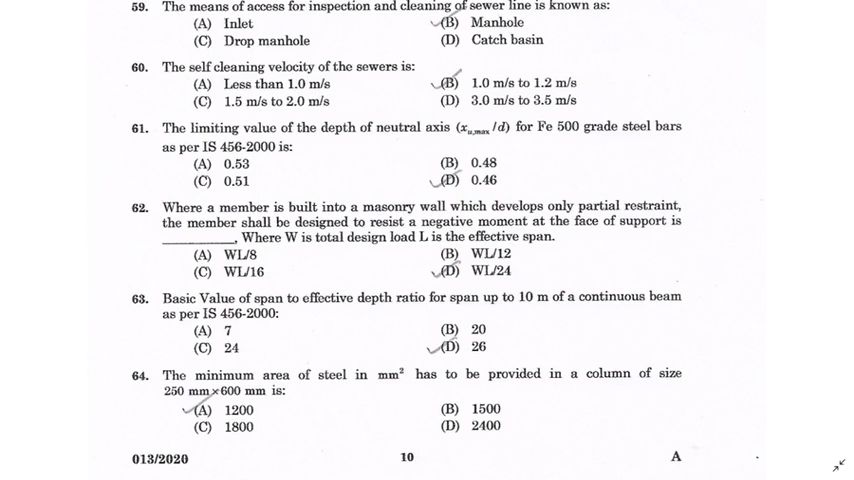 59. The means of access for inspection and cleaning of sewer line is known as:
(A) Inlet (B) Manhole
(C) Drop manhole (D) Catch basin
60. The self cleaning velocity of the sewers is:
(A) Less than 1.0 m/s (B) 1.0 m/s to 1.2 m/s
(C) 1.5 m/s to 2.0 m/s (D) 3.0 m/s to 3.5 m/s
61. The limiting value of the depth of neutral axis (x_u,max /d) for Fe 500 grade steel bars
as per IS 456-2000 is:
(A) 0.53 (B) 0.48
(C) 0.51 (D) 0.46
62. Where a member is built into a masonry wall which develops only partial restraint,
the member shall be designed to resist a negative moment at the face of support is
__________, Where W is total design load L is the effective span.
(A) WL/8 (B) WL/12
(C) WL/16 (D) WL/24
63. Basic Value of span to effective depth ratio for span up to 10 m of a continuous beam
as per IS 456-2000:
(A) 7 (B) 20
(C) 24 (D) 26
64. The minimum area of steel in mm² has to be provided in a column of size
250 mm×600 mm is:
(A) 1200 (B) 1500
(C) 1800 (D) 2400
013/2020 10 A